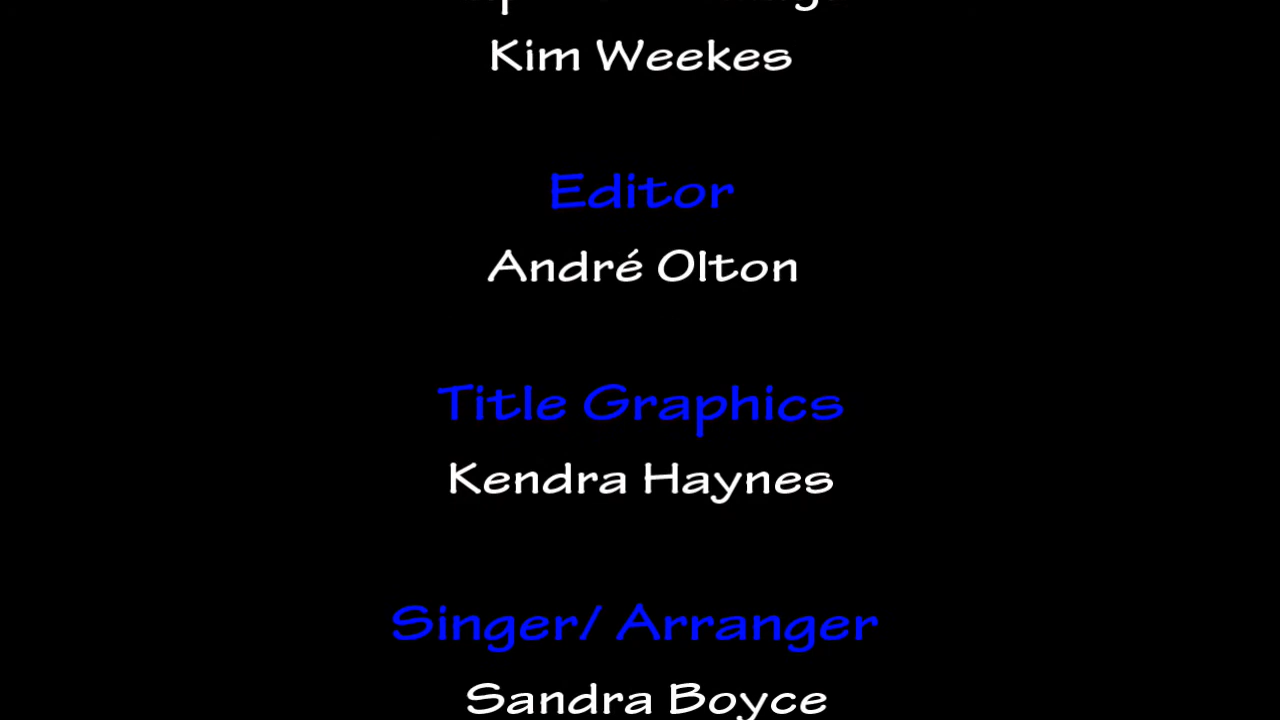 Kim Weekes
Editor
André Olton
Title Graphics
Kendra Haynes
Singer/ Arranger
Sandra Boyce